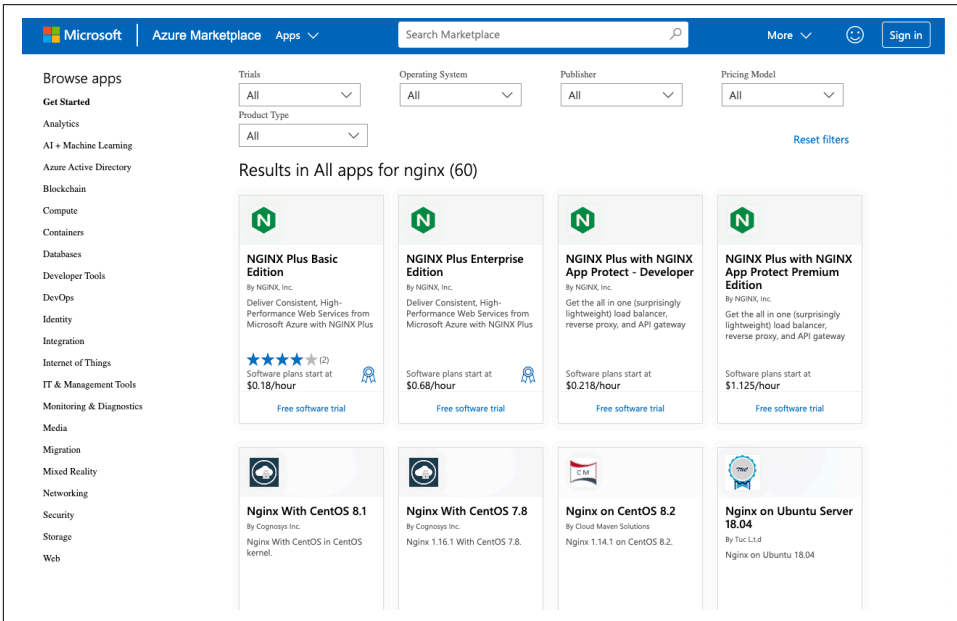 Microsoft Azure Marketplace Apps Search Marketplace More Sign in
Browse apps
Get Started
Analytics
AI + Machine Learning
Azure Active Directory
Blockchain
Compute
Containers
Databases
Developer Tools
DevOps
Identity
Integration
Internet of Things
IT & Management Tools
Monitoring & Diagnostics
Media
Migration
Mixed Reality
Networking
Security
Storage
Web
Trials Operating System Publisher Pricing Model
All All All All
Product Type
All
Reset filters
Results in All apps for nginx (60)
N
NGINX Plus Basic
Edition
By NGINX, Inc.
Deliver Consistent, High-
Performance Web Services from
Microsoft Azure with NGINX Plus
(2)
Software plans start at
$0.18/hour
Free software trial
N
NGINX Plus Enterprise
Edition
By NGINX, Inc.
Deliver Consistent, High-
Performance Web Services from
Microsoft Azure with NGINX Plus
Software plans start at
$0.68/hour
Free software trial
N
NGINX Plus with NGINX
App Protect - Developer
By NGINX, Inc.
Get the all in one (surprisingly
lightweight) load balancer,
reverse proxy, and API gateway
Software plans start at
$0.218/hour
Free software trial
N
NGINX Plus with NGINX
App Protect Premium
Edition
By NGINX, Inc.
Get the all in one (surprisingly
lightweight) load balancer,
reverse proxy, and API gateway
Software plans start at
$1.125/hour
Free software trial
Nginx With CentOS 8.1
By Cognosys Inc.
Nginx With CentOS in CentOS
kernel.
Nginx With CentOS 7.8
By Cognosys Inc.
Nginx 1.16.1 With CentOS 7.8.
CM
Nginx on CentOS 8.2
By Cloud Maven Solutions
Nginx 1.14.1 on CentOS 8.2.
TUC
Nginx on Ubuntu Server
18.04
By Tuc L.t.d
Nginx on Ubuntu 18.04